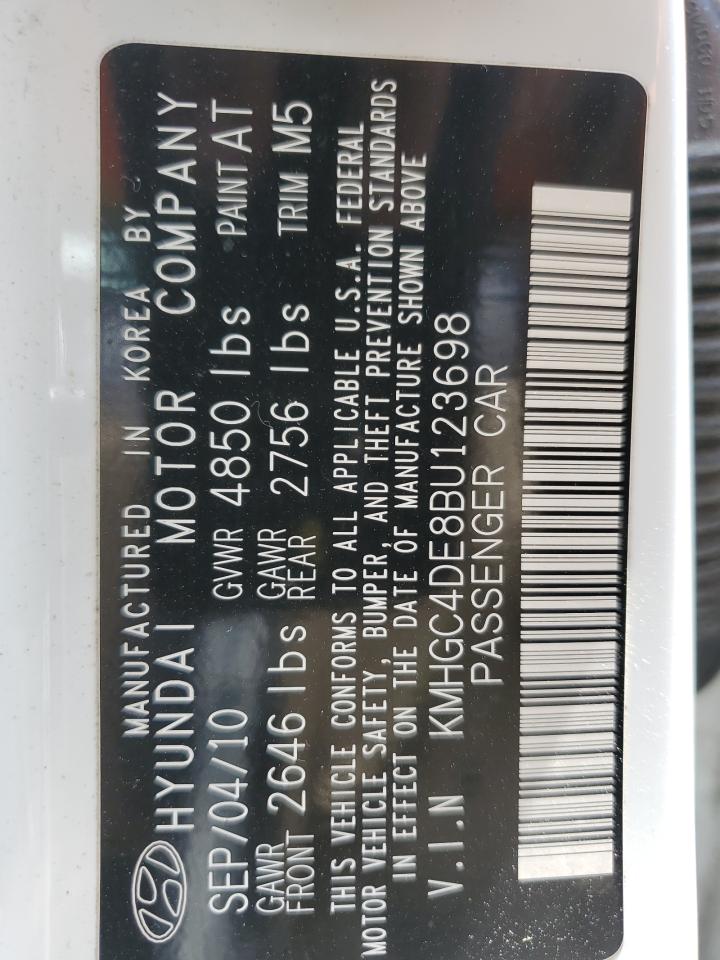 MANUFACTURED IN KOREA BY
HYUNDAI MOTOR COMPANY
SEP/04/10 GVWR 4850 lbs PAINT AT
GAWR FRONT 2646 lbs GAWR REAR 2756 lbs TRIM M5
THIS VEHICLE CONFORMS TO ALL APPLICABLE U.S.A. FEDERAL
MOTOR VEHICLE SAFETY, BUMPER, AND THEFT PREVENTION STANDARDS
IN EFFECT ON THE DATE OF MANUFACTURE SHOWN ABOVE
V.I.N KMHGC4DE8BU123698
PASSENGER CAR